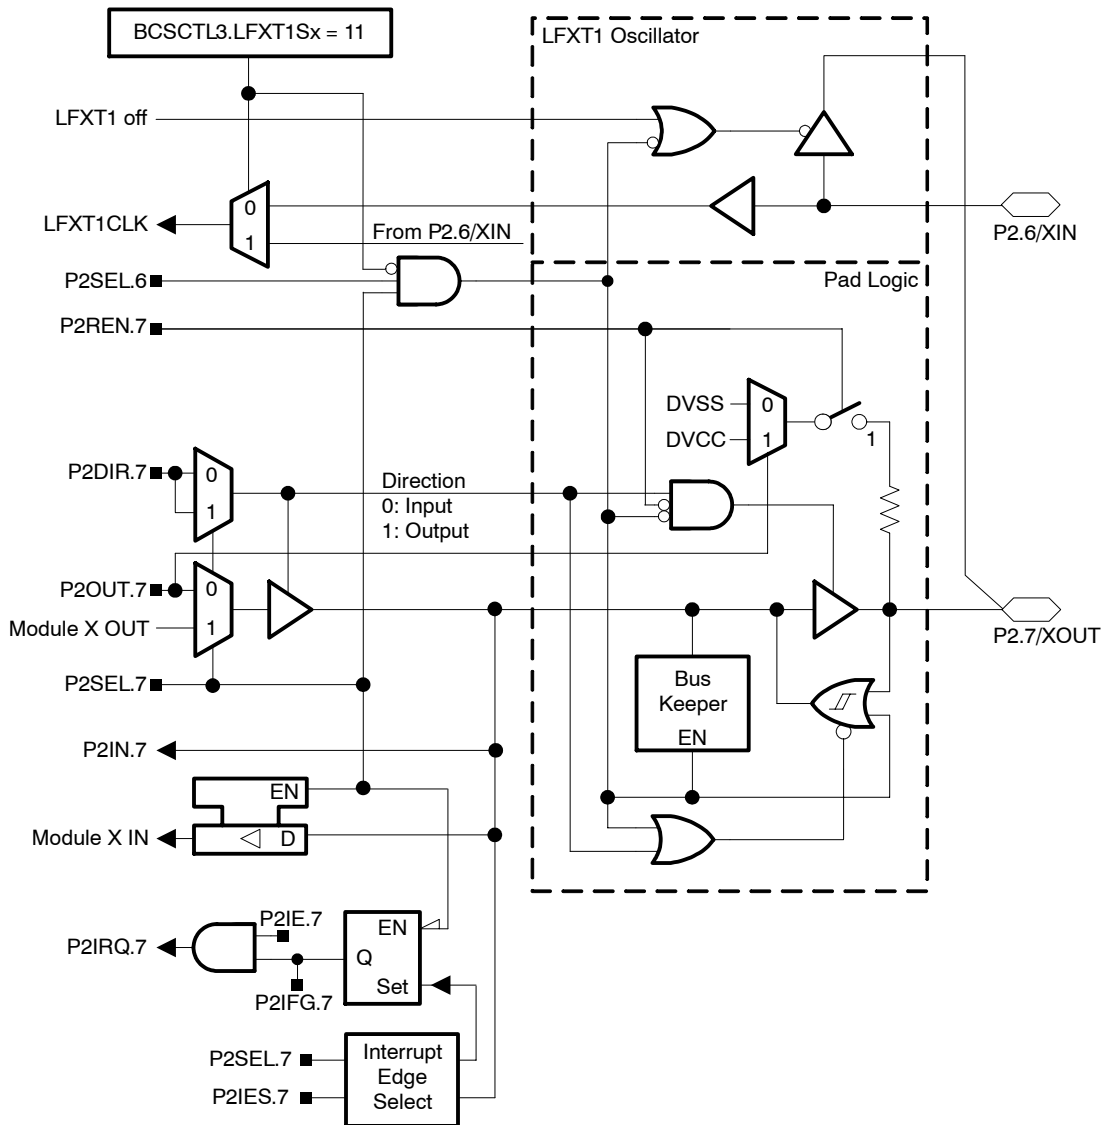 BCSCTL3.LFXT1Sx = 11
LFXT1 Oscillator
LFXT1 off
0
LFXT1CLK
1
From P2.6/XIN
P2.6/XIN
P2SEL.6
Pad Logic
P2REN.7
DVSS
0
DVCC
1
1
P2DIR.7
0
1
Direction
0: Input
1: Output
P2OUT.7
0
Module X OUT
1
P2.7/XOUT
P2SEL.7
Bus
Keeper
EN
P2IN.7
EN
Module X IN
D
P2IE.7
EN
P2IRQ.7
Q
Set
P2IFG.7
P2SEL.7
P2IES.7
Interrupt
Edge
Select